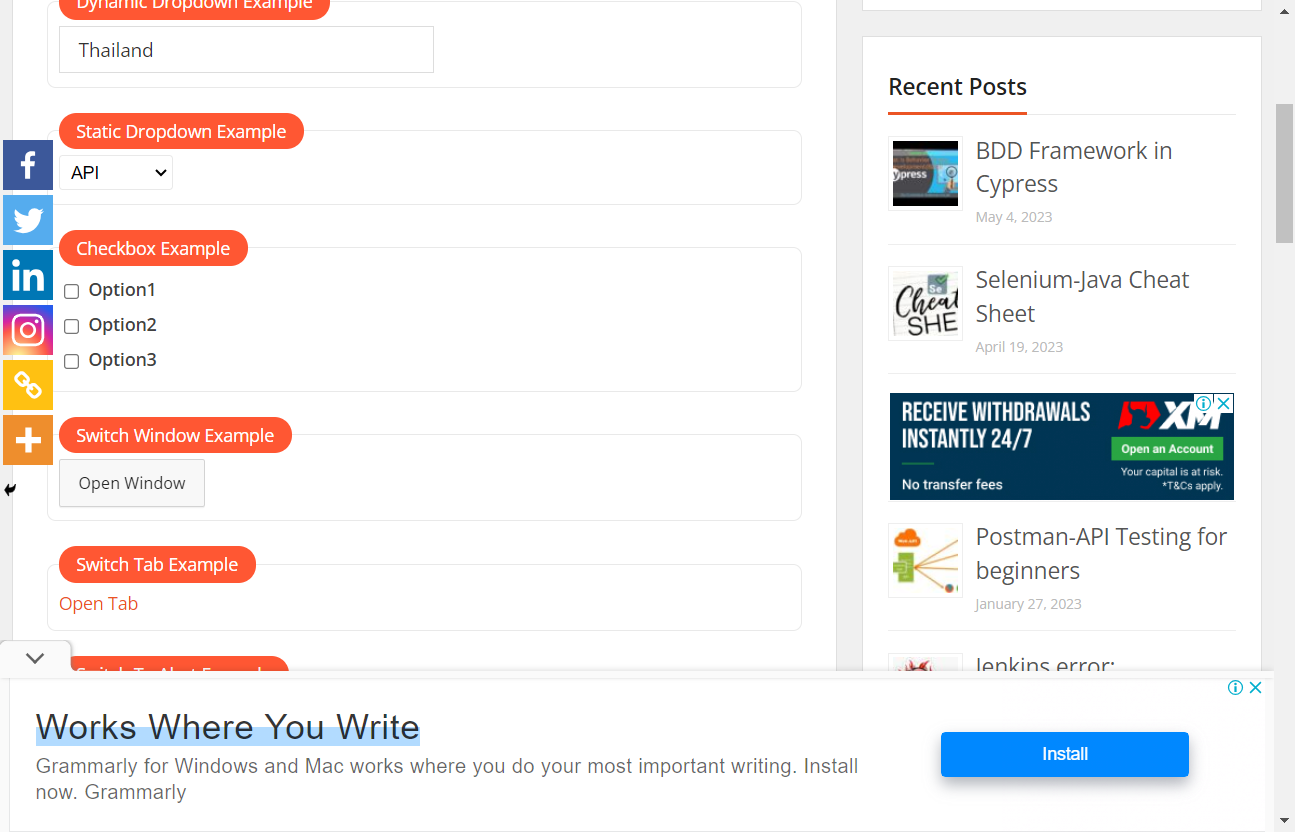 Dynamic Dropdown Example
Thailand
Static Dropdown Example
API
Checkbox Example
Option1
Option2
Option3
Switch Window Example
Open Window
Switch Tab Example
Open Tab
Switch To Alert Example
Recent Posts
BDD Framework in
Cypress
May 4, 2023
Selenium-Java Cheat
Sheet
April 19, 2023
RECEIVE WITHDRAWALS
INSTANTLY 24/7
No transfer fees
XM
Open an Account
Your capital is at risk.
*T&Cs apply.
Postman-API Testing for
beginners
January 27, 2023
Jenkins error:
Works Where You Write
Grammarly for Windows and Mac works where you do your most important writing. Install
now. Grammarly
Install